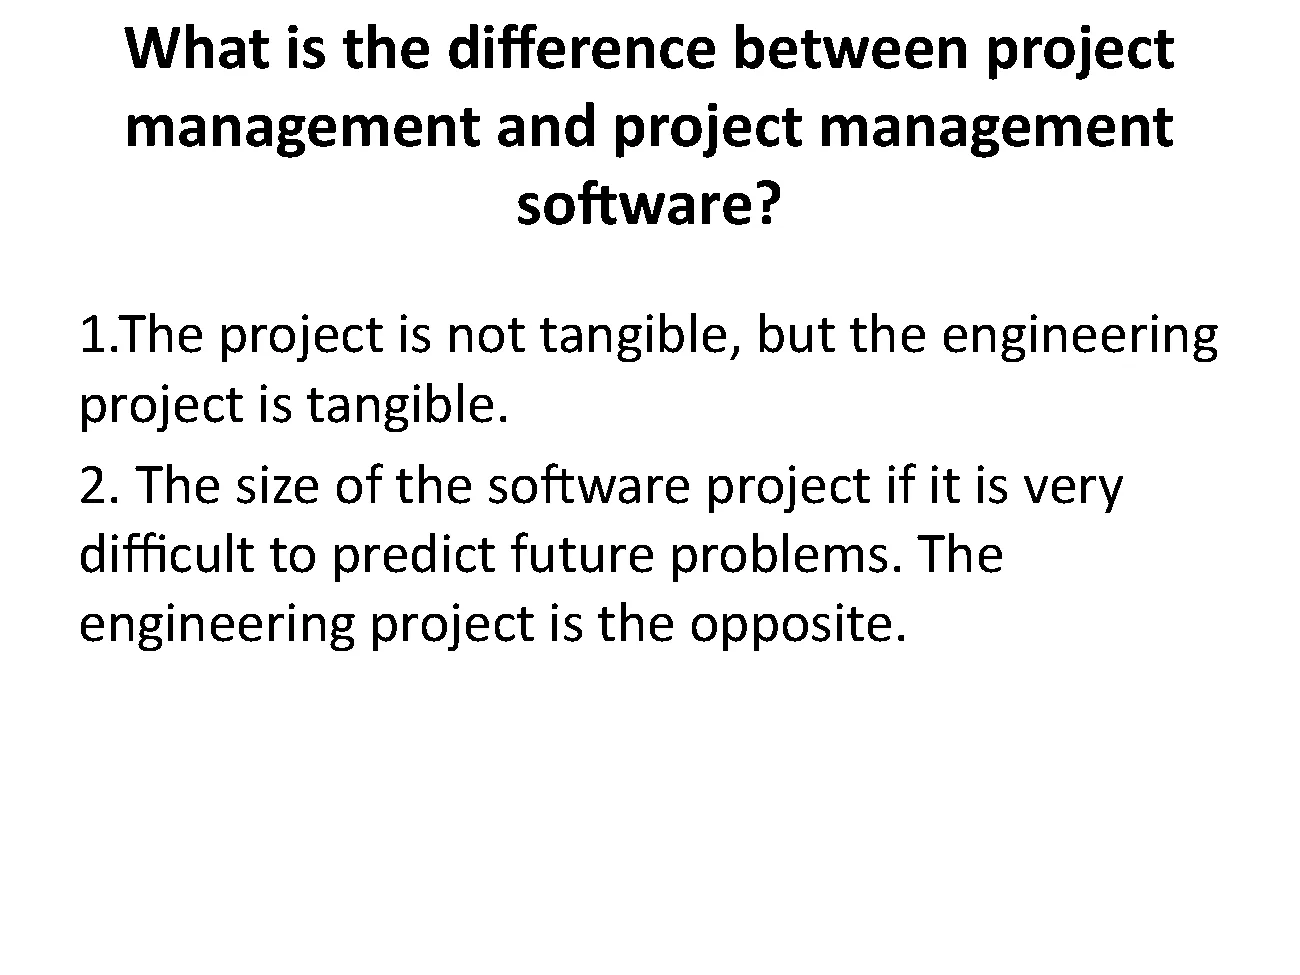 What is the difference between project
management and project management
software?
1.The project is not tangible, but the engineering
project is tangible.
2. The size of the software project if it is very
difficult to predict future problems. The
engineering project is the opposite.